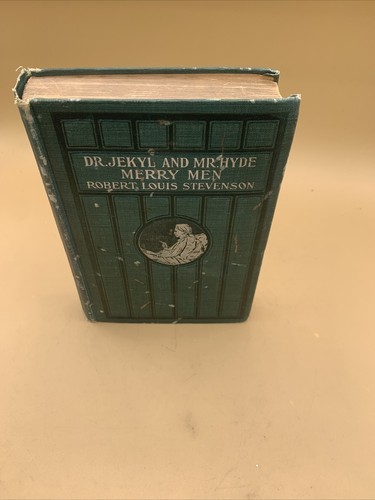 DR. JEKYL AND MR. HYDE
MERRY MEN
ROBERT LOUIS STEVENSON